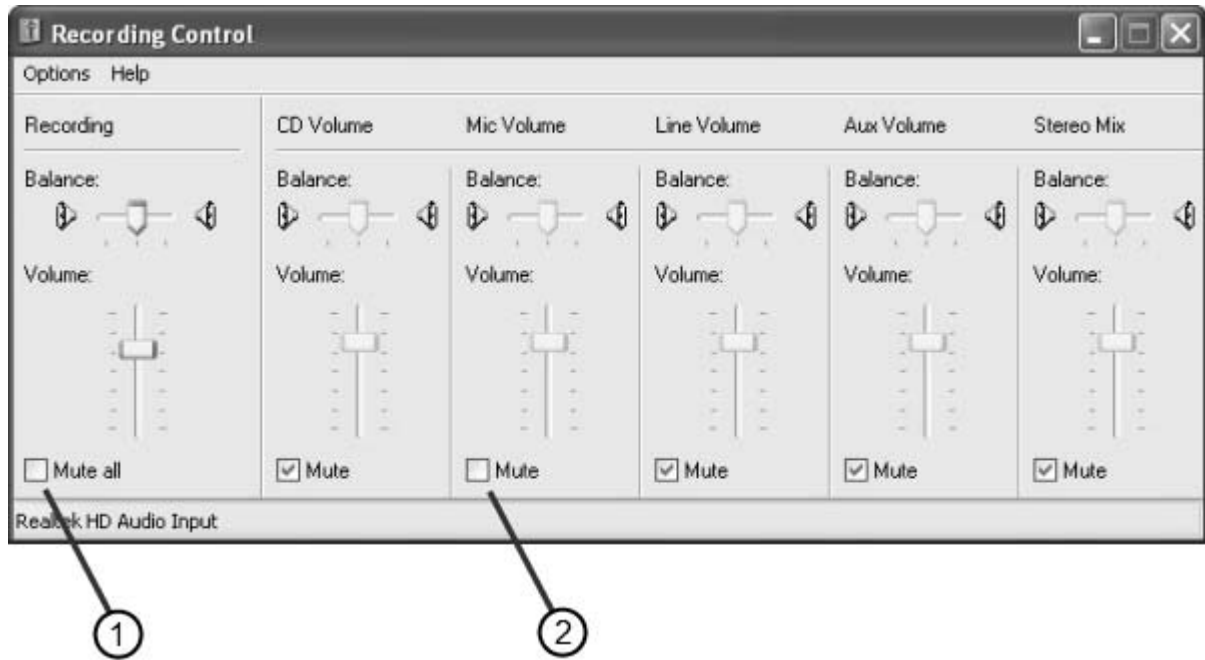 Recording Control
Options Help
Recording CD Volume Mic Volume Line Volume Aux Volume Stereo Mix
Balance: Balance: Balance: Balance: Balance: Balance:
Volume: Volume: Volume: Volume: Volume: Volume:
Mute all Mute Mute Mute Mute Mute
Realtek HD Audio Input
1 2